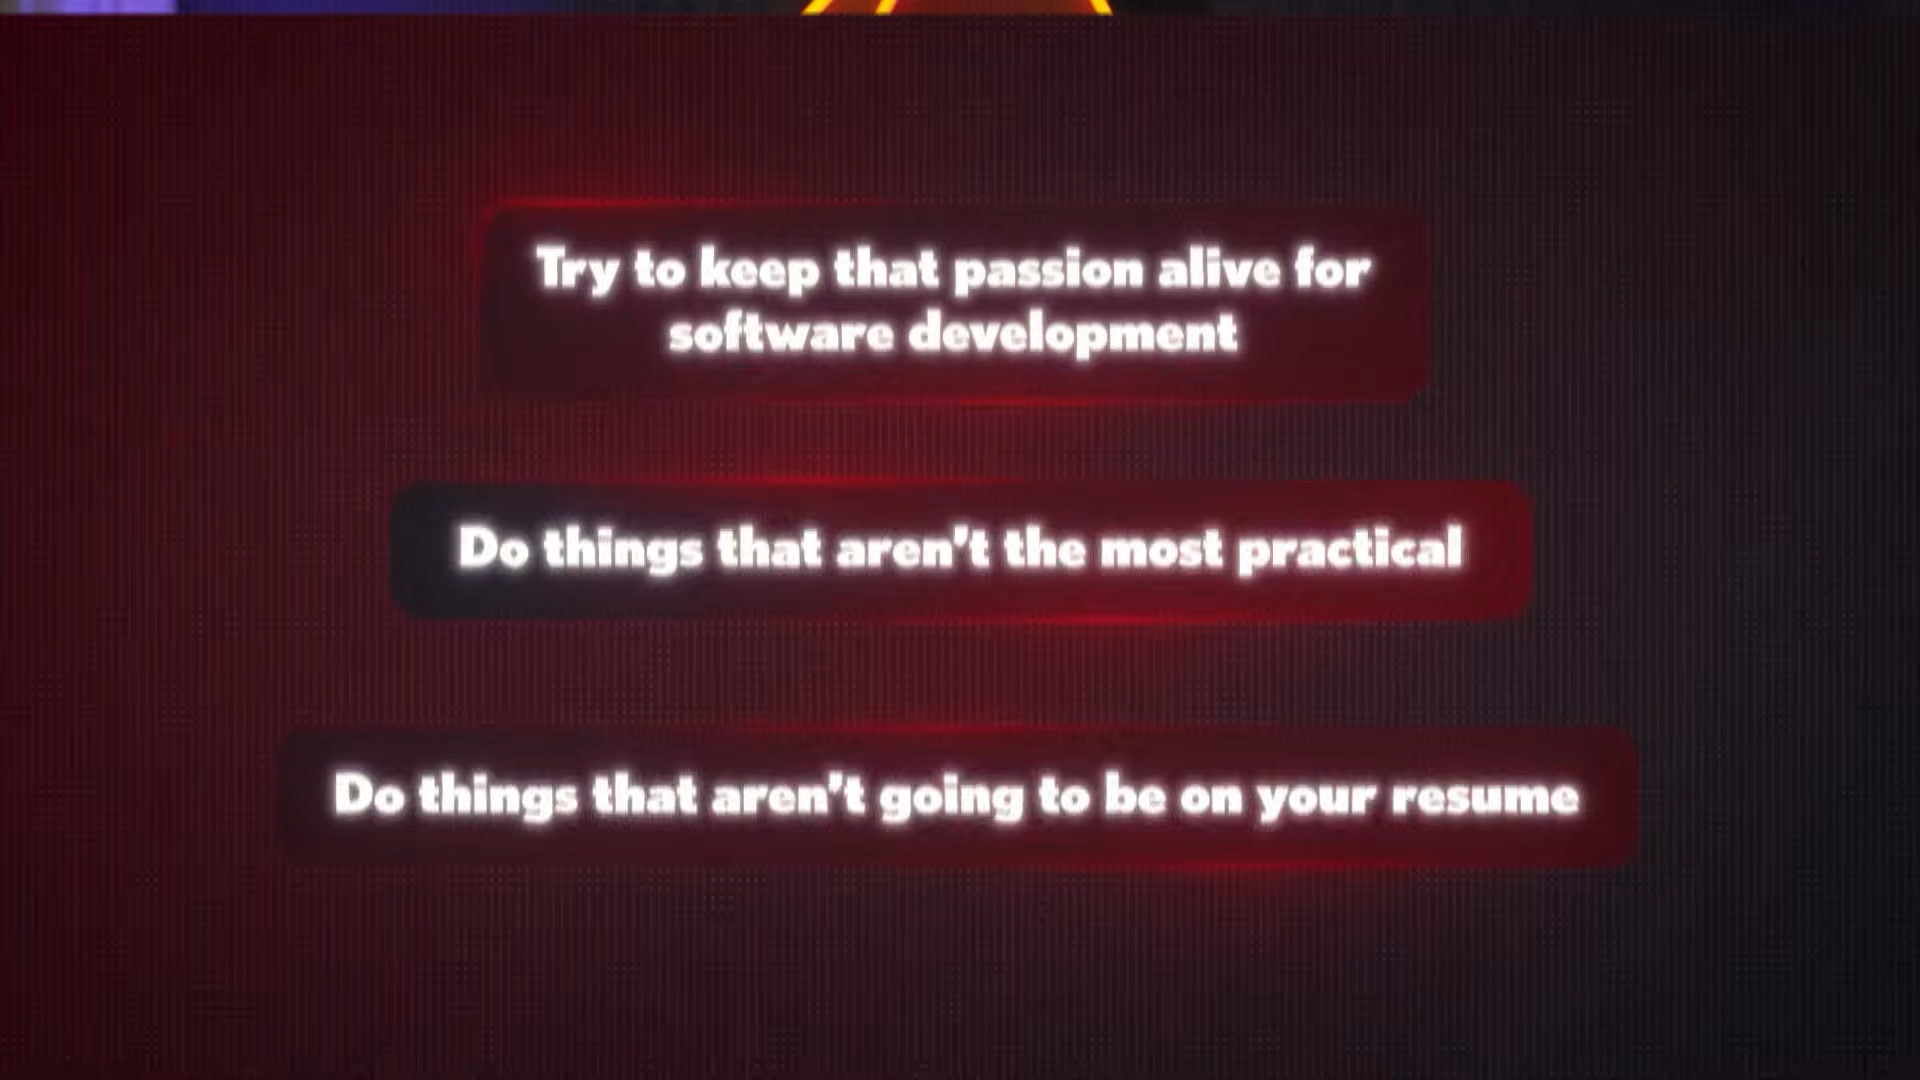 Try to keep that passion alive for
software development
Do things that aren't the most practical
Do things that aren't going to be on your resume